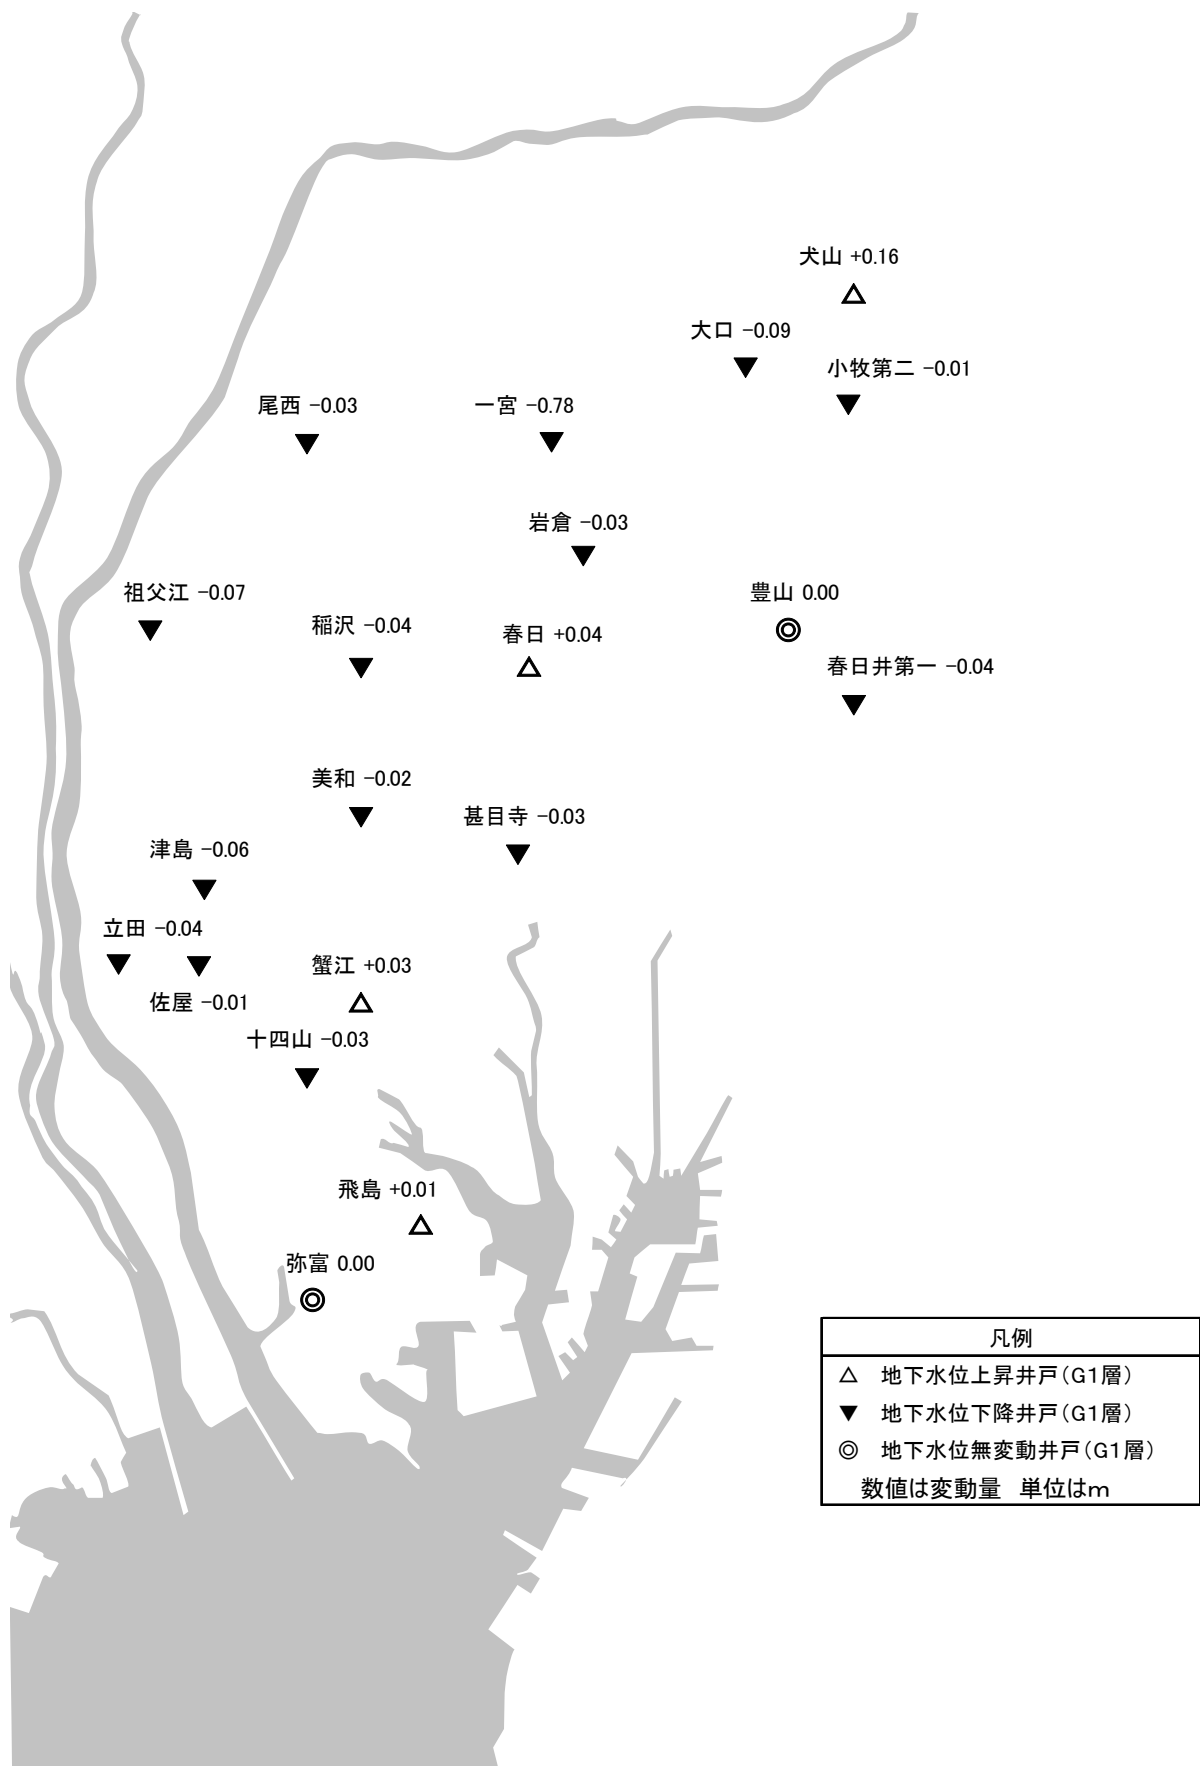 犬山 +0.16
大口 -0.09
小牧第二 -0.01
尾西 -0.03
一宮 -0.78
岩倉 -0.03
祖父江 -0.07
豊山 0.00
稲沢 -0.04
春日 +0.04
春日井第一 -0.04
美和 -0.02
甚目寺 -0.03
津島 -0.06
立田 -0.04
蟹江 +0.03
佐屋 -0.01
十四山 -0.03
飛島 +0.01
弥富 0.00
凡例
△ 地下水位上昇井戸(G1層)
▼ 地下水位下降井戸(G1層)
◎ 地下水位無変動井戸(G1層)
数値は変動量 単位はm